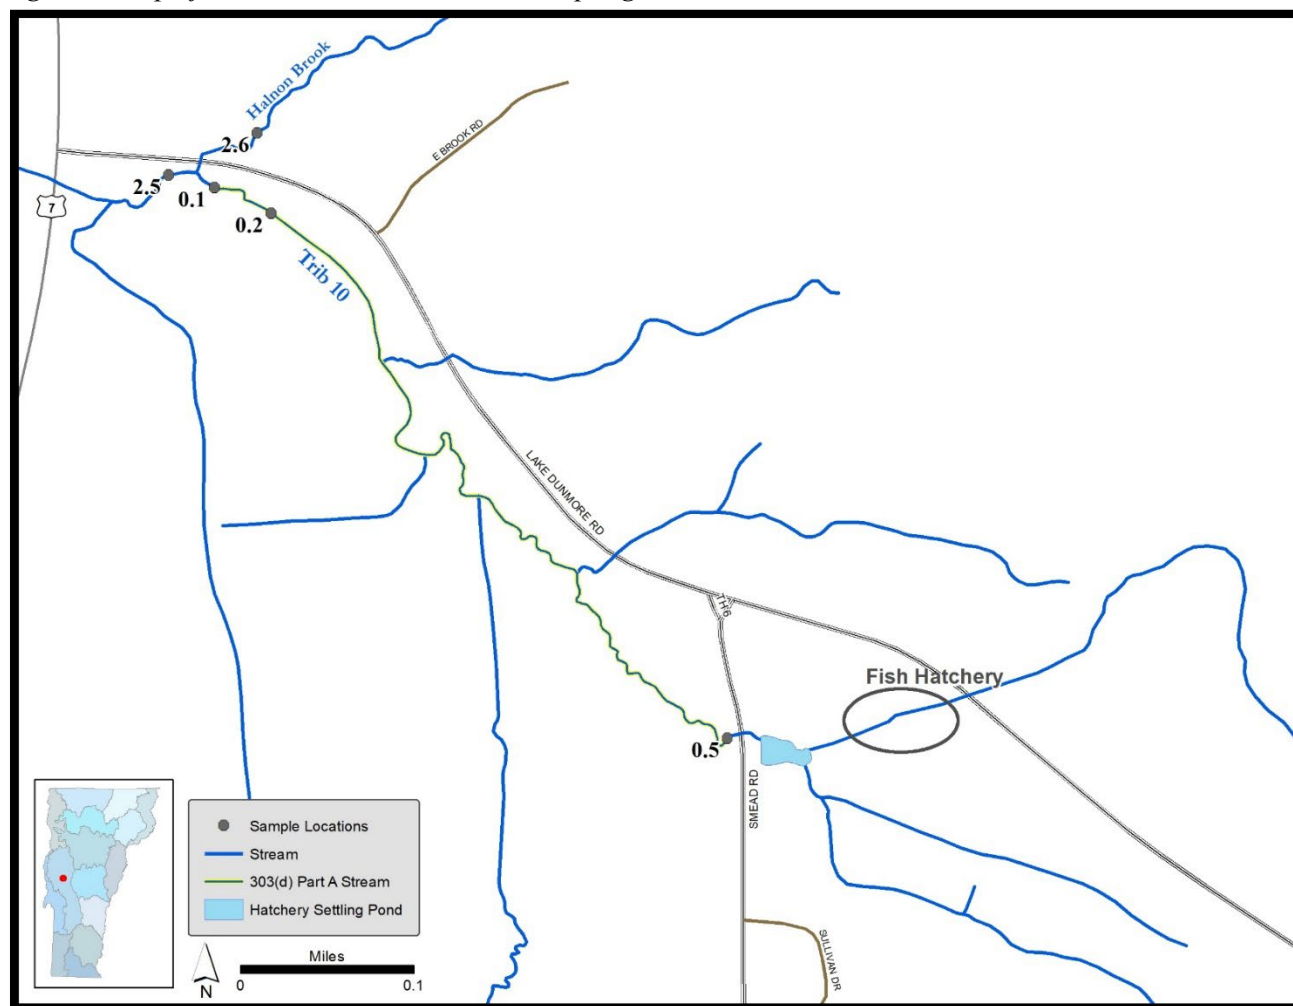 Halnon Brook
E BROOK RD
2.6
2.5
0.1
7
0.2
Trib 10
LAKE DUNMORE RD
TH 6
Fish Hatchery
0.5
SMEAD RD
Sample Locations
Stream
303(d) Part A Stream
Hatchery Settling Pond
SULLIVAN DR
Miles
0
0.1
N